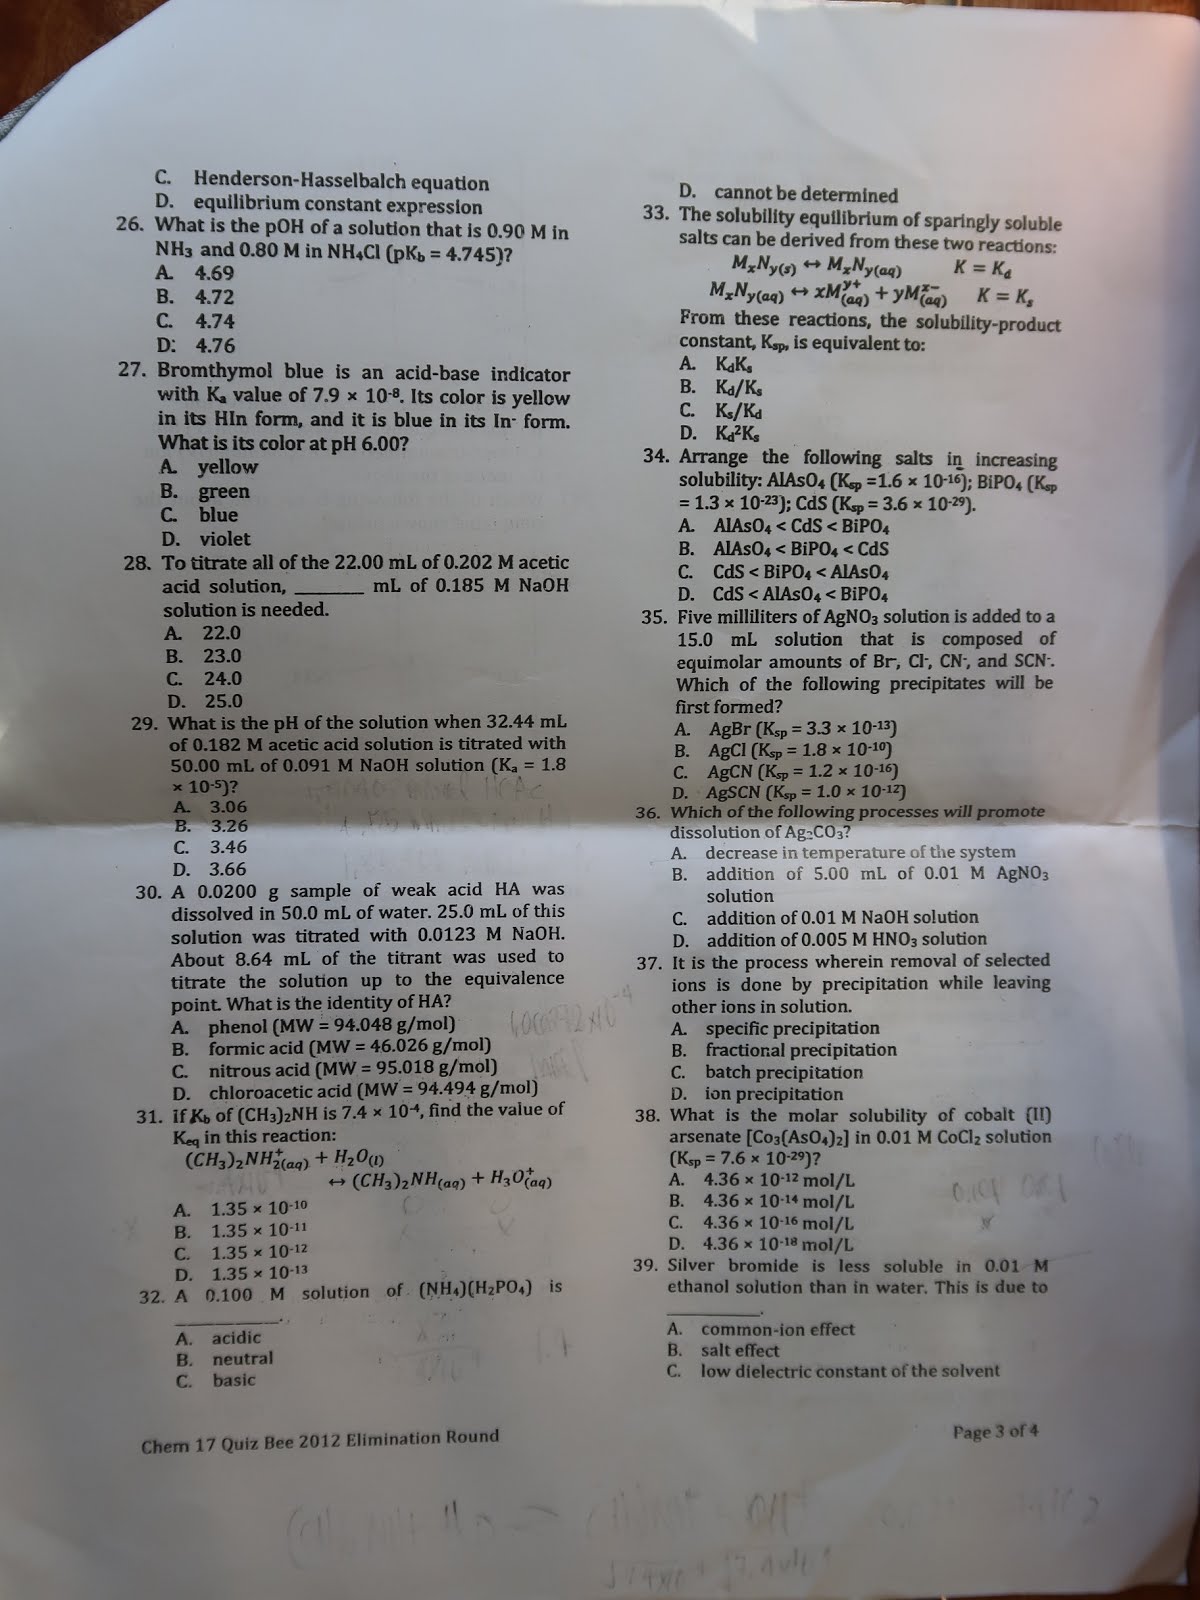 C. Henderson-Hasselbalch equation
D. equilibrium constant expression
26. What is the pOH of a solution that is 0.90 M in
NH₃ and 0.80 M in NH₄Cl (pKb = 4.745)?
A. 4.69
B. 4.72
C. 4.74
D: 4.76
27. Bromthymol blue is an acid-base indicator
with Kₐ value of 7.9 × 10⁻⁸. Its color is yellow
in its HIn form, and it is blue in its In⁻ form.
What is its color at pH 6.00?
A. yellow
B. green
C. blue
D. violet
28. To titrate all of the 22.00 mL of 0.202 M acetic
acid solution, _______ mL of 0.185 M NaOH
solution is needed.
A. 22.0
B. 23.0
C. 24.0
D. 25.0
29. What is the pH of the solution when 32.44 mL
of 0.182 M acetic acid solution is titrated with
50.00 mL of 0.091 M NaOH solution (Kₐ = 1.8
× 10⁻⁵)?
A. 3.06
B. 3.26
C. 3.46
D. 3.66
30. A 0.0200 g sample of weak acid HA was
dissolved in 50.0 mL of water. 25.0 mL of this
solution was titrated with 0.0123 M NaOH.
About 8.64 mL of the titrant was used to
titrate the solution up to the equivalence
point. What is the identity of HA?
A. phenol (MW = 94.048 g/mol)
B. formic acid (MW = 46.026 g/mol)
C. nitrous acid (MW = 95.018 g/mol)
D. chloroacetic acid (MW = 94.494 g/mol)
31. if Kb of (CH₃)₂NH is 7.4 × 10⁻⁴, find the value of
Keq in this reaction:
(CH₃)₂NH₂⁺(aq) + H₂O(l)
↔ (CH₃)₂NH(aq) + H₃O⁺(aq)
A. 1.35 × 10⁻¹⁰
B. 1.35 × 10⁻¹¹
C. 1.35 × 10⁻¹²
D. 1.35 × 10⁻¹³
32. A 0.100 M solution of (NH₄)(H₂PO₄) is
___________.
A. acidic
B. neutral
C. basic
D. cannot be determined
33. The solubility equilibrium of sparingly soluble
salts can be derived from these two reactions:
MₓNy(s) ↔ MₓNy(aq) K = Kd
MₓNy(aq) ↔ xM^y+(aq) + yM^x−(aq) K = Kₛ
From these reactions, the solubility-product
constant, Ksp, is equivalent to:
A. KdKₛ
B. Kd/Kₛ
C. Kₛ/Kd
D. Kd²Kₛ
34. Arrange the following salts in increasing
solubility: AlAsO₄ (Ksp =1.6 × 10⁻¹⁶); BiPO₄ (Ksp
= 1.3 × 10⁻²³); CdS (Ksp = 3.6 × 10⁻²⁹).
A. AlAsO₄ < CdS < BiPO₄
B. AlAsO₄ < BiPO₄ < CdS
C. CdS < BiPO₄ < AlAsO₄
D. CdS < AlAsO₄ < BiPO₄
35. Five milliliters of AgNO₃ solution is added to a
15.0 mL solution that is composed of
equimolar amounts of Br⁻, Cl⁻, CN⁻, and SCN⁻.
Which of the following precipitates will be
first formed?
A. AgBr (Ksp = 3.3 × 10⁻¹³)
B. AgCl (Ksp = 1.8 × 10⁻¹⁰)
C. AgCN (Ksp = 1.2 × 10⁻¹⁶)
D. AgSCN (Ksp = 1.0 × 10⁻¹²)
36. Which of the following processes will promote
dissolution of Ag₂CO₃?
A. decrease in temperature of the system
B. addition of 5.00 mL of 0.01 M AgNO₃
solution
C. addition of 0.01 M NaOH solution
D. addition of 0.005 M HNO₃ solution
37. It is the process wherein removal of selected
ions is done by precipitation while leaving
other ions in solution.
A. specific precipitation
B. fractional precipitation
C. batch precipitation
D. ion precipitation
38. What is the molar solubility of cobalt (II)
arsenate [Co₃(AsO₄)₂] in 0.01 M CoCl₂ solution
(Ksp = 7.6 × 10⁻²⁹)?
A. 4.36 × 10⁻¹² mol/L
B. 4.36 × 10⁻¹⁴ mol/L
C. 4.36 × 10⁻¹⁶ mol/L
D. 4.36 × 10⁻¹⁸ mol/L
39. Silver bromide is less soluble in 0.01 M
ethanol solution than in water. This is due to
__________.
A. common-ion effect
B. salt effect
C. low dielectric constant of the solvent
Chem 17 Quiz Bee 2012 Elimination Round
Page 3 of 4